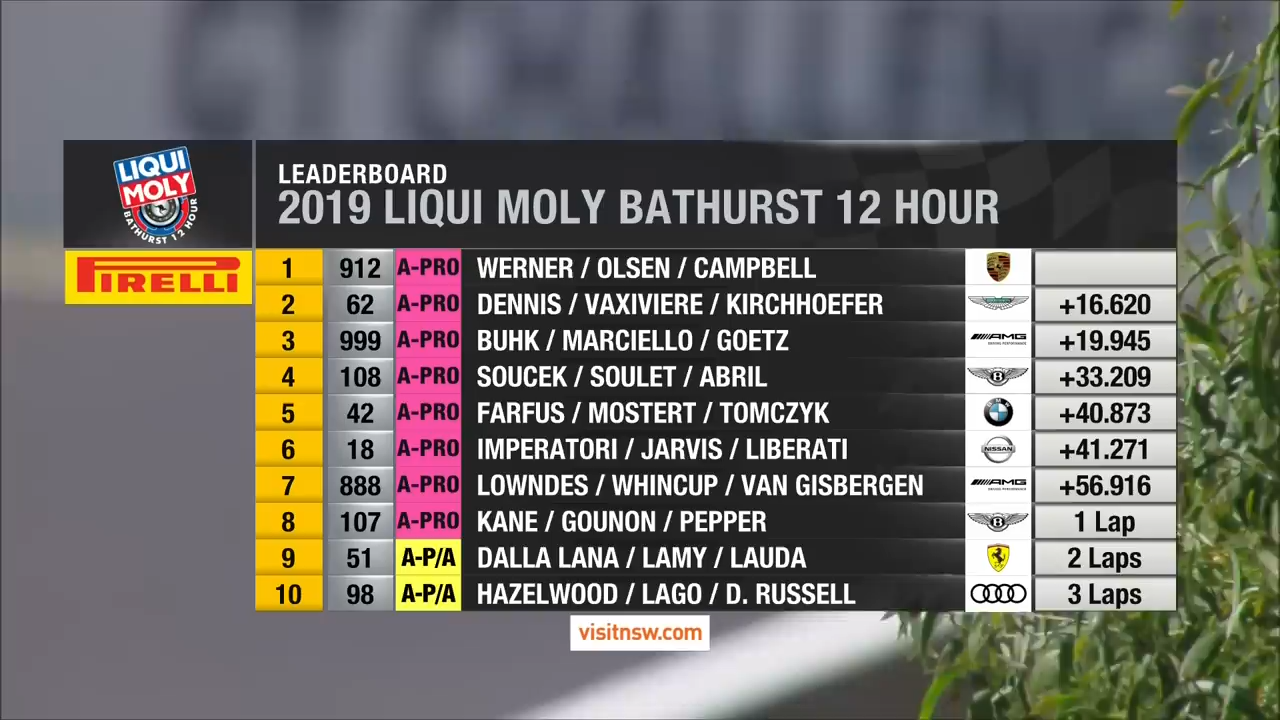 LIQUI MOLY BATHURST 12 HOUR
LEADERBOARD
2019 LIQUI MOLY BATHURST 12 HOUR
PIRELLI
1 912 A-PRO WERNER / OLSEN / CAMPBELL
2 62 A-PRO DENNIS / VAXIVIERE / KIRCHHOEFER +16.620
3 999 A-PRO BUHK / MARCIELLO / GOETZ AMG +19.945
4 108 A-PRO SOUCEK / SOULET / ABRIL +33.209
5 42 A-PRO FARFUS / MOSTERT / TOMCZYK +40.873
6 18 A-PRO IMPERATORI / JARVIS / LIBERATI NISSAN +41.271
7 888 A-PRO LOWNDES / WHINCUP / VAN GISBERGEN AMG +56.916
8 107 A-PRO KANE / GOUNON / PEPPER 1 Lap
9 51 A-P/A DALLA LANA / LAMY / LAUDA 2 Laps
10 98 A-P/A HAZELWOOD / LAGO / D. RUSSELL 3 Laps
visitnsw.com